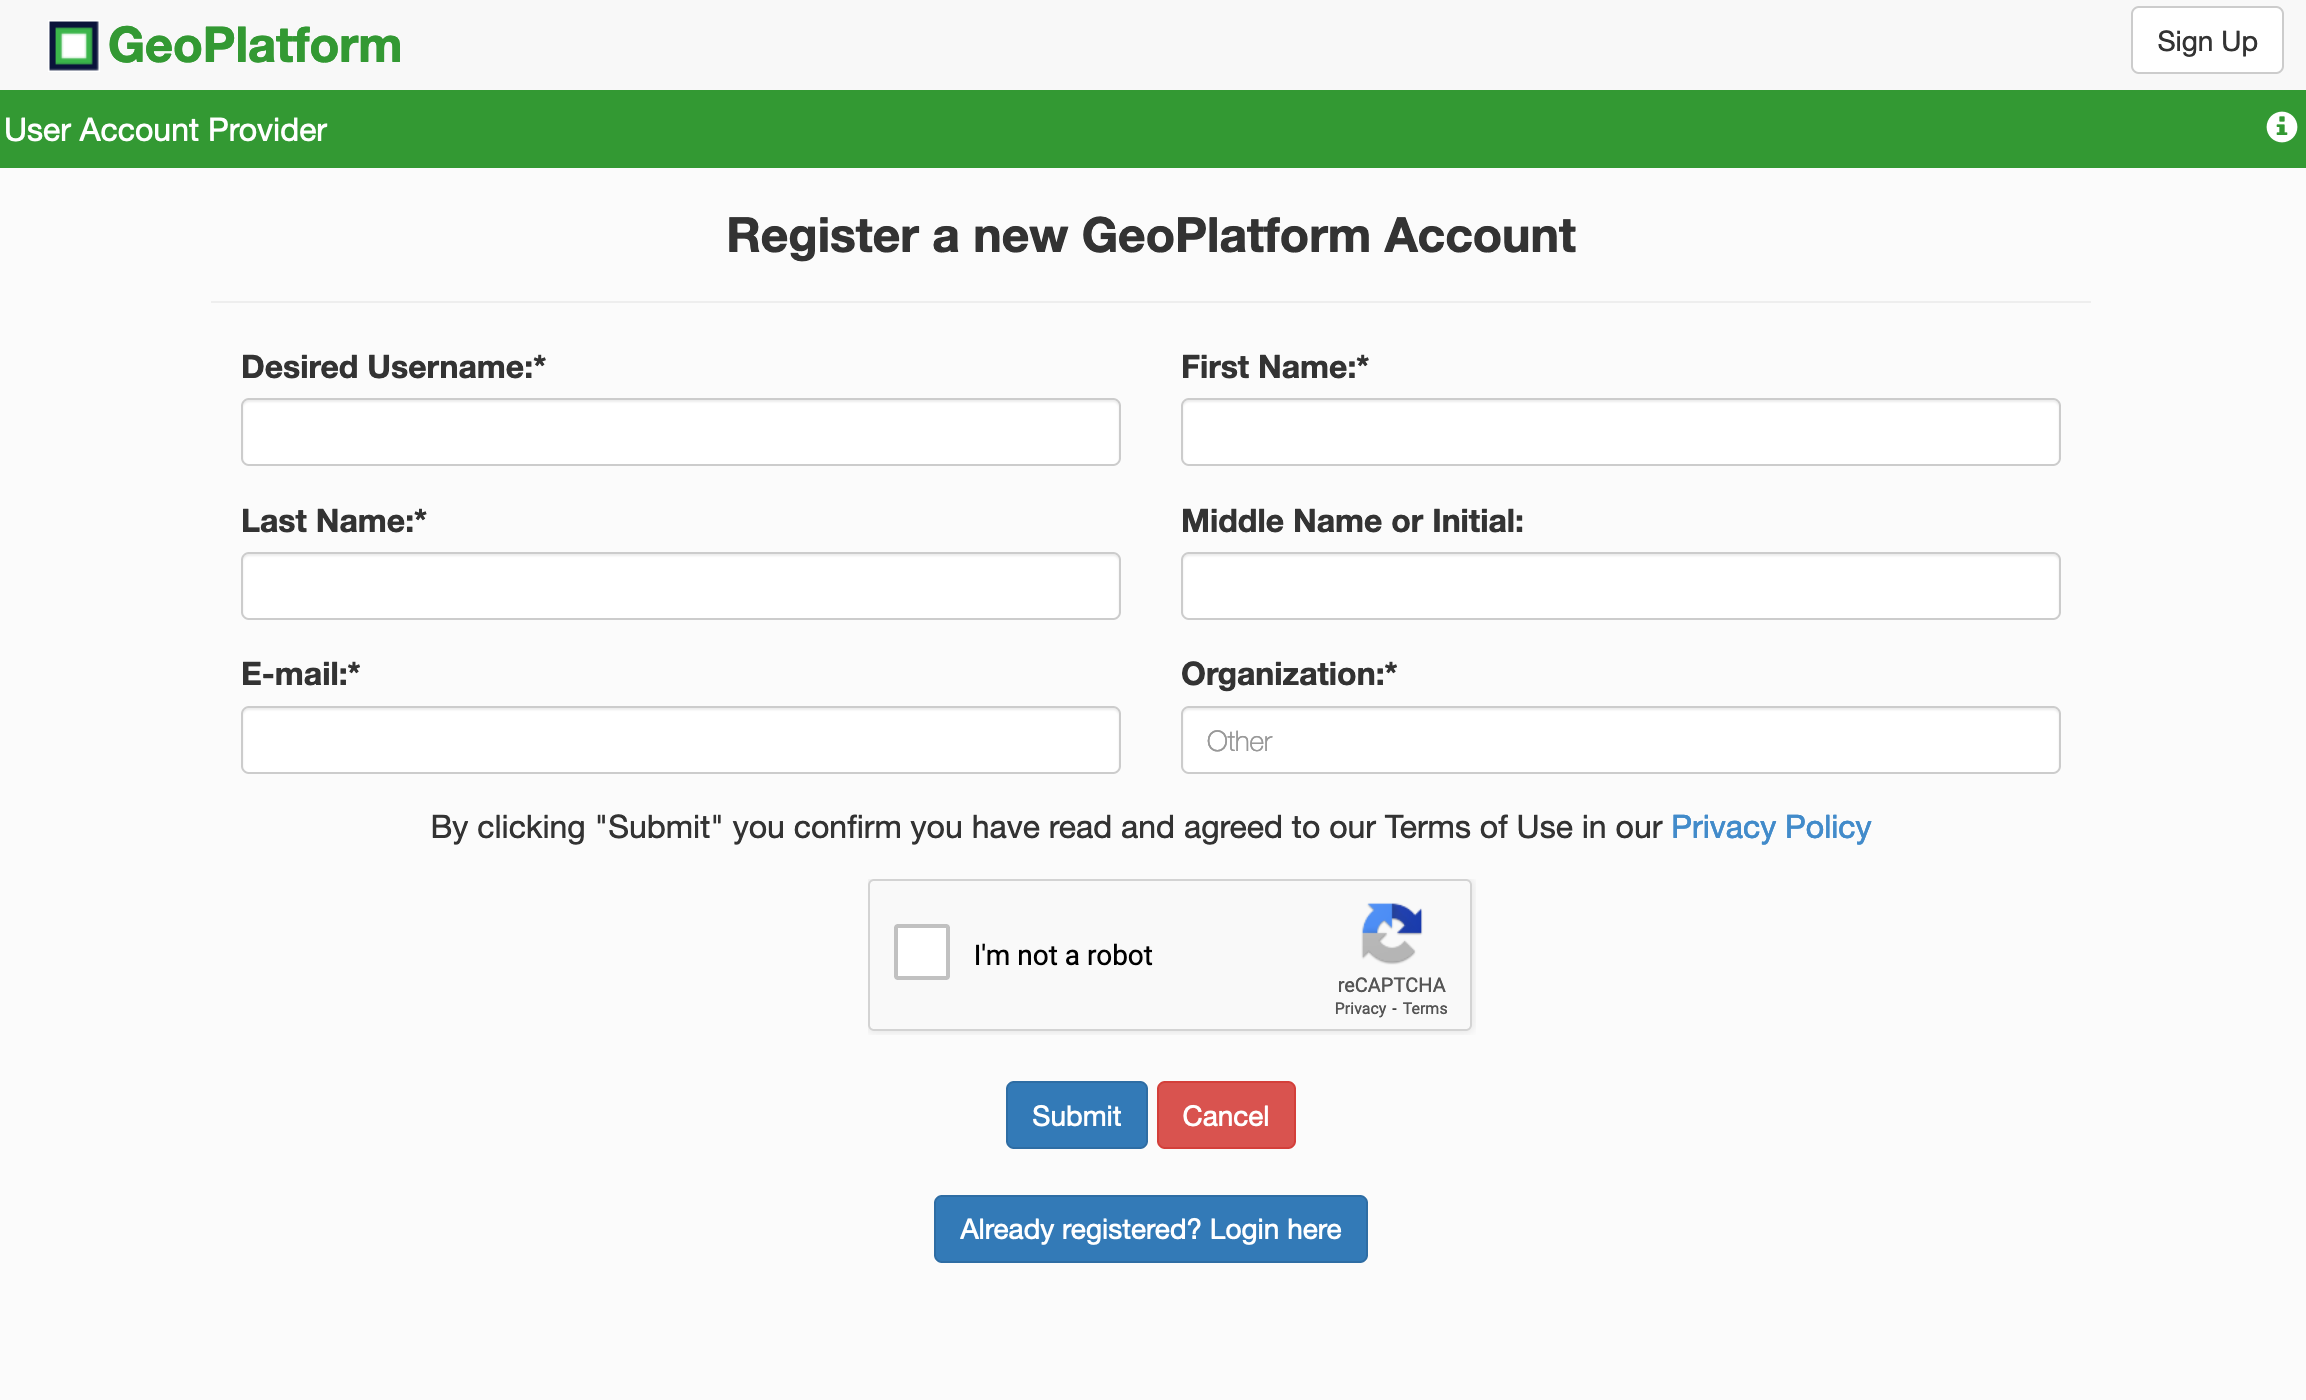 GeoPlatform
Sign Up
User Account Provider
Register a new GeoPlatform Account
Desired Username:*
First Name:*
Last Name:*
Middle Name or Initial:
E-mail:*
Organization:*
Other
By clicking "Submit" you confirm you have read and agreed to our Terms of Use in our Privacy Policy
I'm not a robot
reCAPTCHA
Privacy - Terms
Submit
Cancel
Already registered? Login here